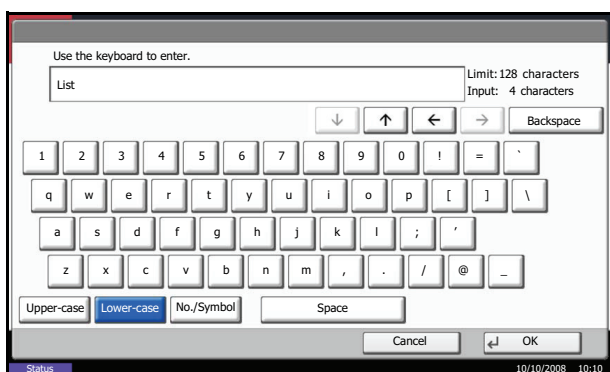 Use the keyboard to enter.
List
Limit: 128 characters
Input: 4 characters
↓ ↑ ← → Backspace
1 2 3 4 5 6 7 8 9 0 ! = `
q w e r t y u i o p [ ] \
a s d f g h j k l ; ′
z x c v b n m , . / @ _
Upper-case Lower-case No./Symbol Space
Cancel ↵ OK
Status 10/10/2008 10:10